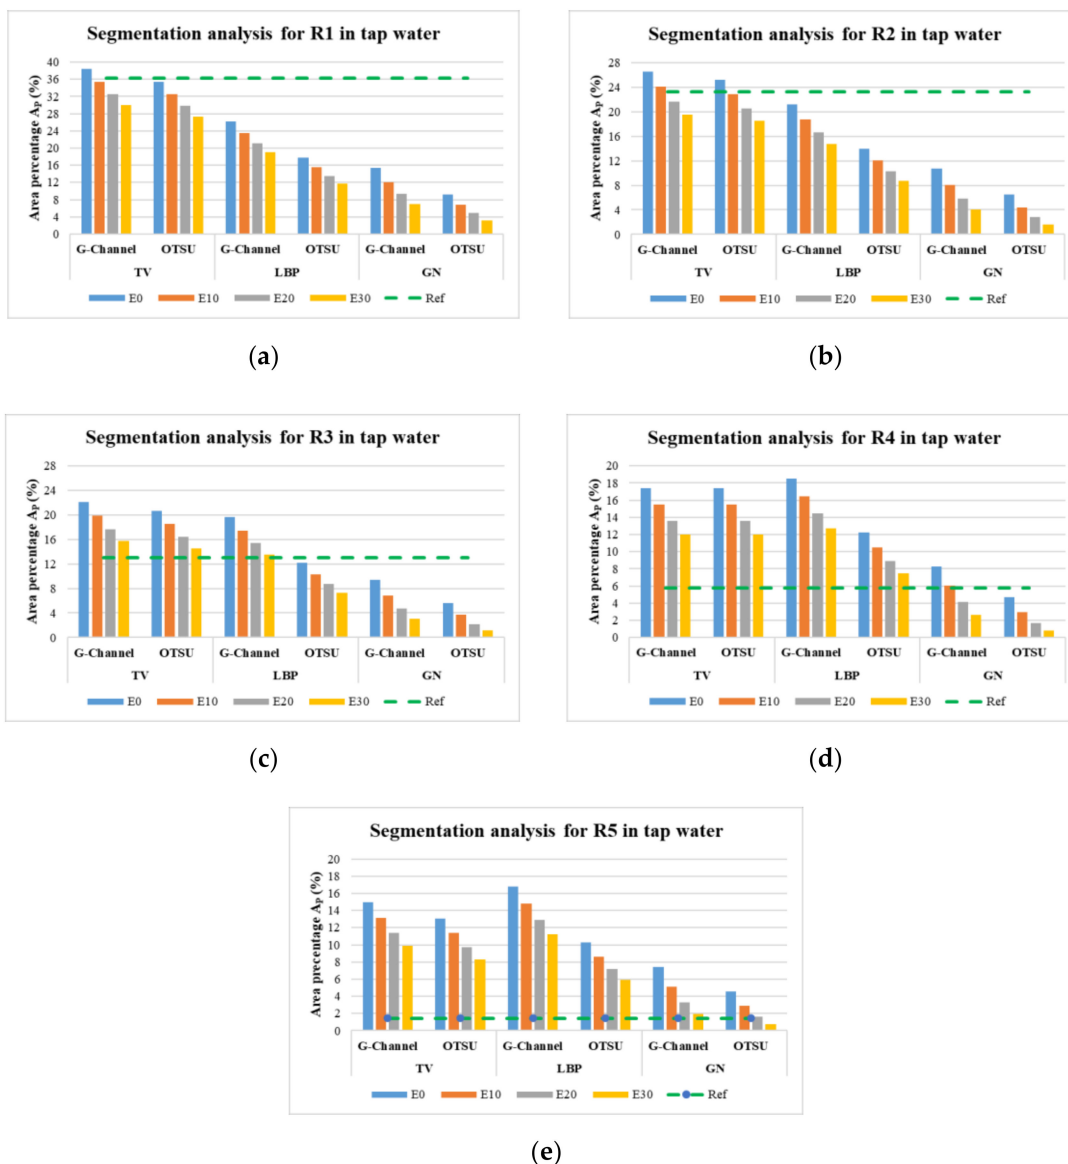 Segmentation analysis for R1 in tap water
Area percentage AP (%)
40
36
32
28
24
20
16
12
8
4
0
G-Channel OTSU G-Channel OTSU G-Channel OTSU
TV LBP GN
E0 E10 E20 E30 Ref
(a)
Segmentation analysis for R2 in tap water
Area percentage AP (%)
28
24
20
16
12
8
4
0
G-Channel OTSU G-Channel OTSU G-Channel OTSU
TV LBP GN
E0 E10 E20 E30 Ref
(b)
Segmentation analysis for R3 in tap water
Area percentage AP (%)
28
24
20
16
12
8
4
0
G-Channel OTSU G-Channel OTSU G-Channel OTSU
TV LBP GN
E0 E10 E20 E30 Ref
(c)
Segmentation analysis for R4 in tap water
Area percentage AP (%)
20
18
16
14
12
10
8
6
4
2
0
G-Channel OTSU G-Channel OTSU G-Channel OTSU
TV LBP GN
E0 E10 E20 E30 Ref
(d)
Segmentation analysis for R5 in tap water
Area precentage AP (%)
20
18
16
14
12
10
8
6
4
2
0
G-Channel OTSU G-Channel OTSU G-Channel OTSU
TV LBP GN
E0 E10 E20 E30 Ref
(e)